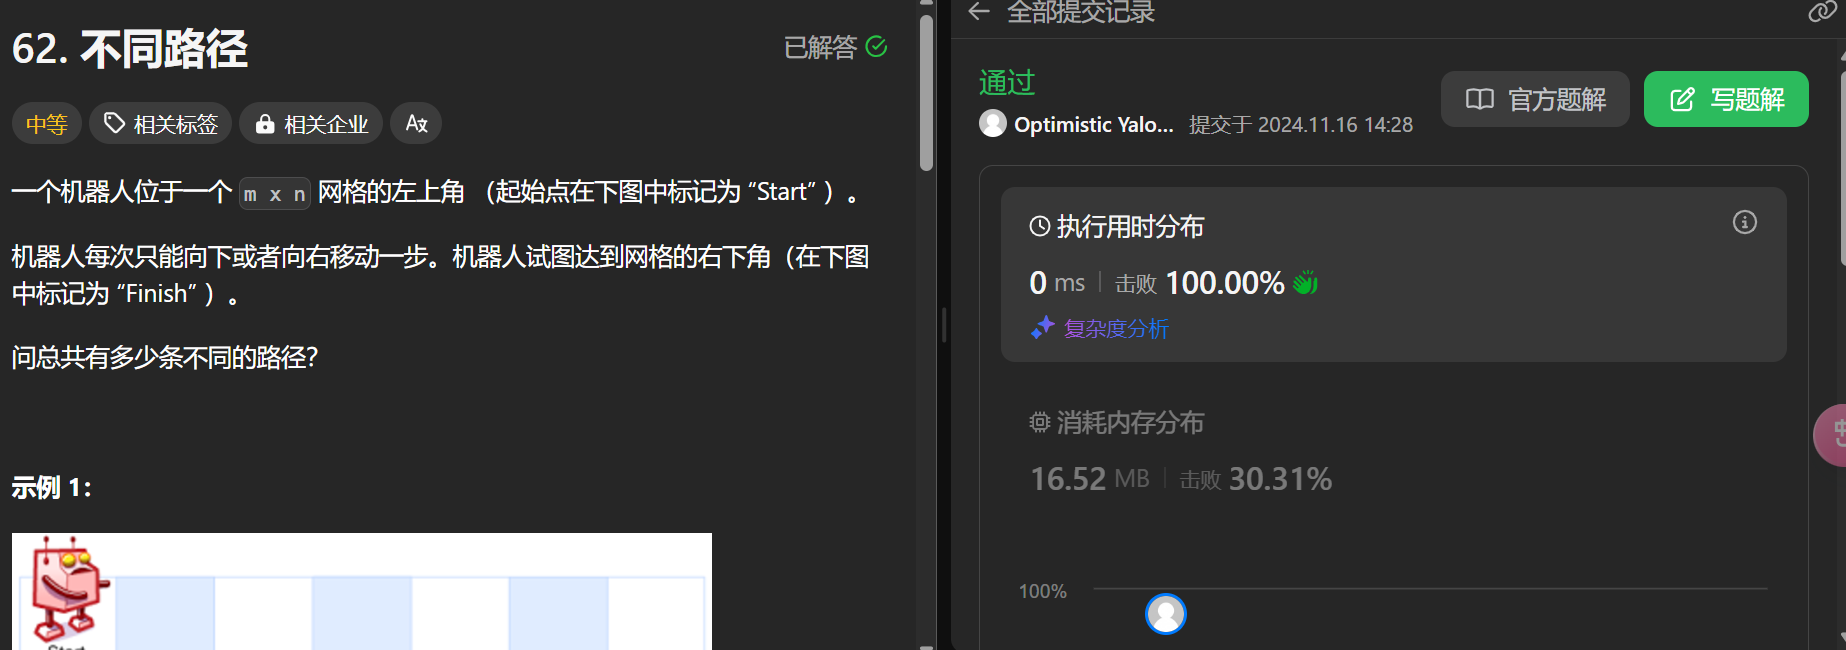 62. 不同路径
已解答
中等
相关标签
相关企业
一个机器人位于一个 m x n 网格的左上角 （起始点在下图中标记为 “Start” ）。
机器人每次只能向下或者向右移动一步。机器人试图达到网格的右下角（在下图
中标记为 “Finish” ）。
问总共有多少条不同的路径？
示例 1：
Start
全部提交记录
通过
官方题解
写题解
Optimistic Yalo... 提交于 2024.11.16 14:28
执行用时分布
0 ms 击败 100.00%
复杂度分析
消耗内存分布
16.52 MB 击败 30.31%
100%